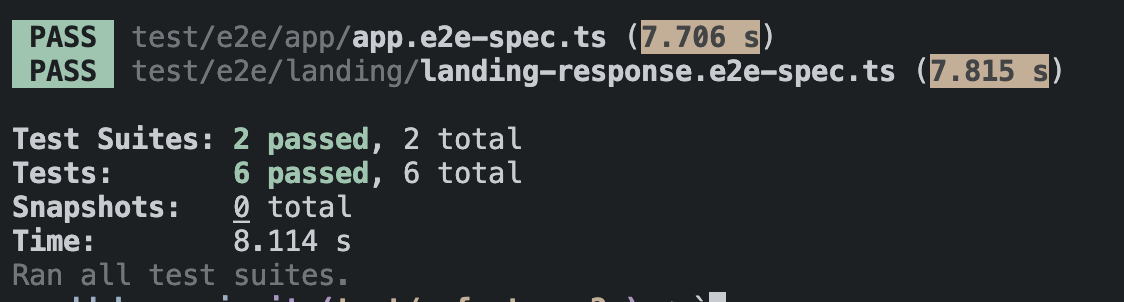 PASS test/e2e/app/app.e2e-spec.ts (7.706 s)
PASS test/e2e/landing/landing-response.e2e-spec.ts (7.815 s)
Test Suites: 2 passed, 2 total
Tests: 6 passed, 6 total
Snapshots: 0 total
Time: 8.114 s
Ran all test suites.